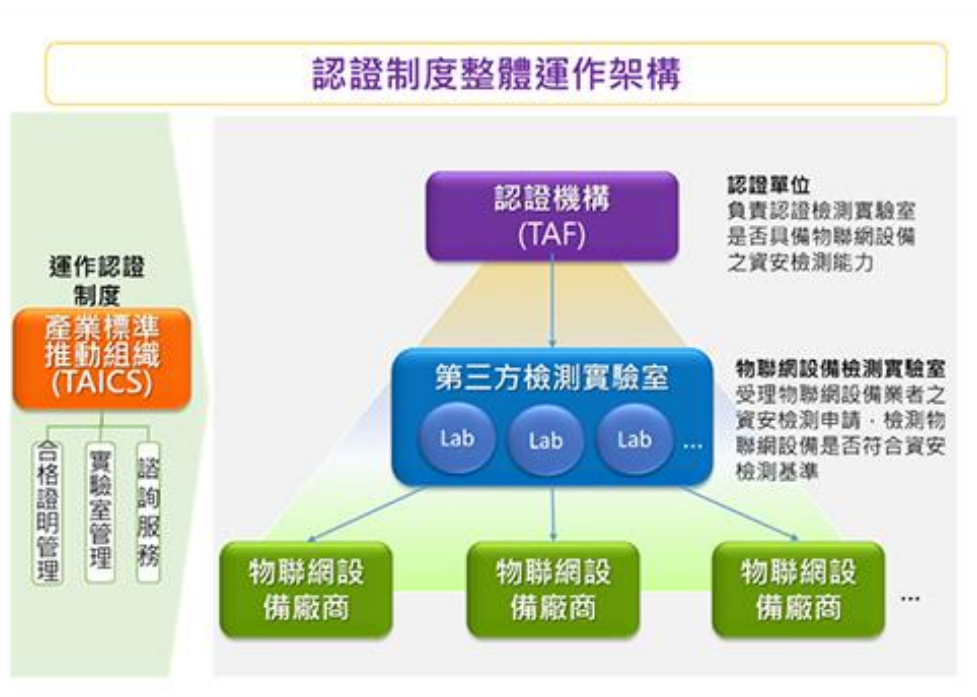 認證制度整體運作架構
運作認證
制度
產業標準
推動組織
(TAICS)
合格證明管理
實驗室管理
諮詢服務
認證機構
(TAF)
認證單位
負責認證檢測實驗室
是否具備物聯網設備
之資安檢測能力
第三方檢測實驗室
Lab
Lab
Lab
...
物聯網設備檢測實驗室
受理物聯網設備業者之
資安檢測申請，檢測物
聯網設備是否符合資安
檢測基準
物聯網設
備廠商
物聯網設
備廠商
物聯網設
備廠商
...